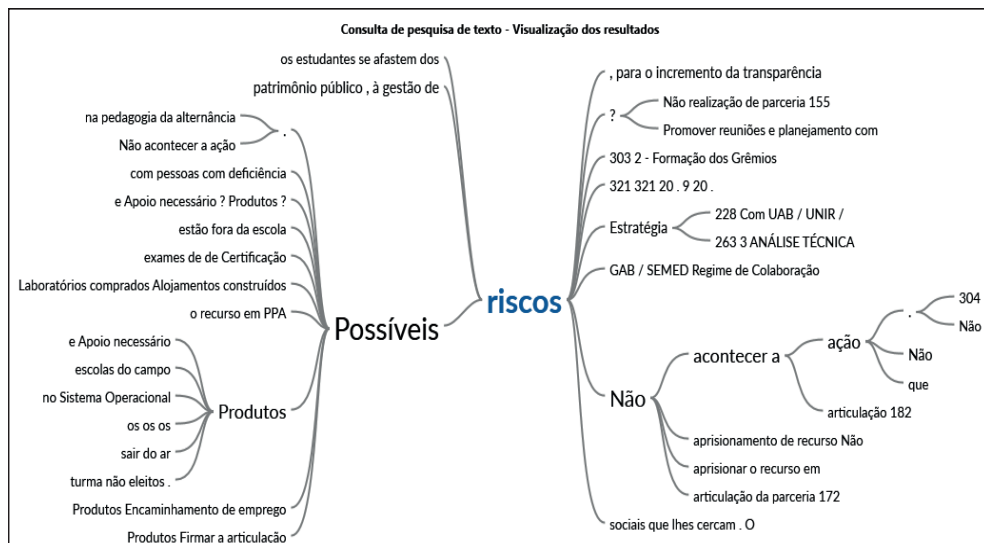 Consulta de pesquisa de texto - Visualização dos resultados
os estudantes se afastem dos
patrimônio público , à gestão de
na pedagogia da alternância
Não acontecer a ação
.
com pessoas com deficiência
e Apoio necessário ? Produtos ?
estão fora da escola
exames de de Certificação
Laboratórios comprados Alojamentos construídos
o recurso em PPA
Possíveis
e Apoio necessário
escolas do campo
no Sistema Operacional
os os os
sair do ar
turma não eleitos .
Produtos
Produtos Encaminhamento de emprego
Produtos Firmar a articulação
riscos
, para o incremento da transparência
?
Não realização de parceria 155
Promover reuniões e planejamento com
303 2 - Formação dos Grêmios
321 321 20 . 9 20 .
Estratégia
228 Com UAB / UNIR /
263 3 ANÁLISE TÉCNICA
GAB / SEMED Regime de Colaboração
Não
acontecer a
ação
.
304
Não
Não
que
articulação 182
aprisionamento de recurso Não
aprisionar o recurso em
articulação da parceria 172
sociais que lhes cercam . O